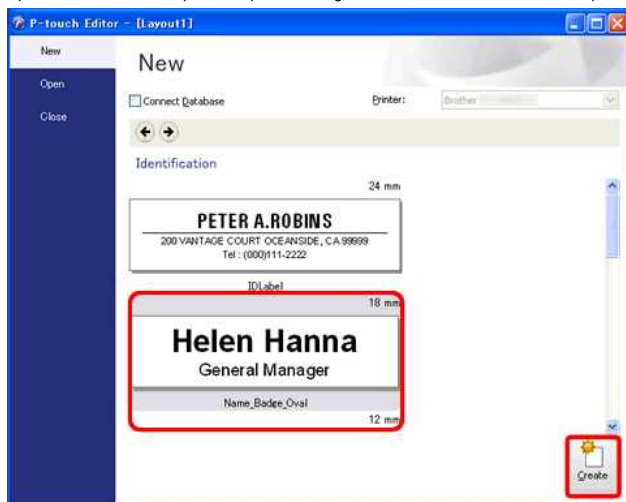 P-touch Editor - [Layout1]
New
Open
Close
New
Connect Database
Printer:
Brother
Identification
24 mm
PETER A.ROBINS
200 VANTAGE COURT OCEANSIDE, CA 99999
Tel : (000)111-2222
IDLabel
18 mm
Helen Hanna
General Manager
Name_Badge_Oval
12 mm
Create